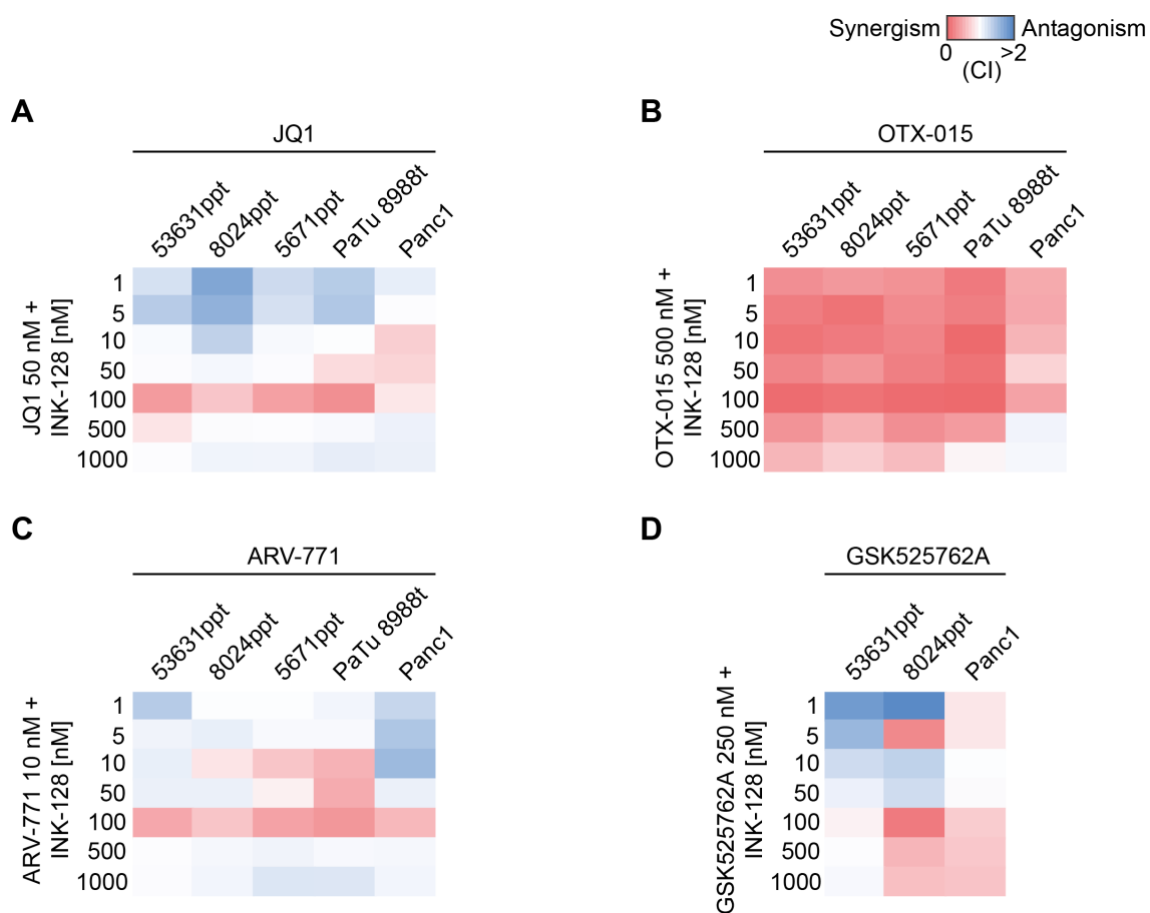 Synergism Antagonism
0 >2
(CI)
A
JQ1
53631ppt 8024ppt 5671ppt PaTu 8988t Panc1
JQ1 50 nM +
INK-128 [nM]
1
5
10
50
100
500
1000
B
OTX-015
53631ppt 8024ppt 5671ppt PaTu 8988t Panc1
OTX-015 500 nM +
INK-128 [nM]
1
5
10
50
100
500
1000
C
ARV-771
53631ppt 8024ppt 5671ppt PaTu 8988t Panc1
ARV-771 10 nM +
INK-128 [nM]
1
5
10
50
100
500
1000
D
GSK525762A
53631ppt 8024ppt Panc1
GSK525762A 250 nM +
INK-128 [nM]
1
5
10
50
100
500
1000